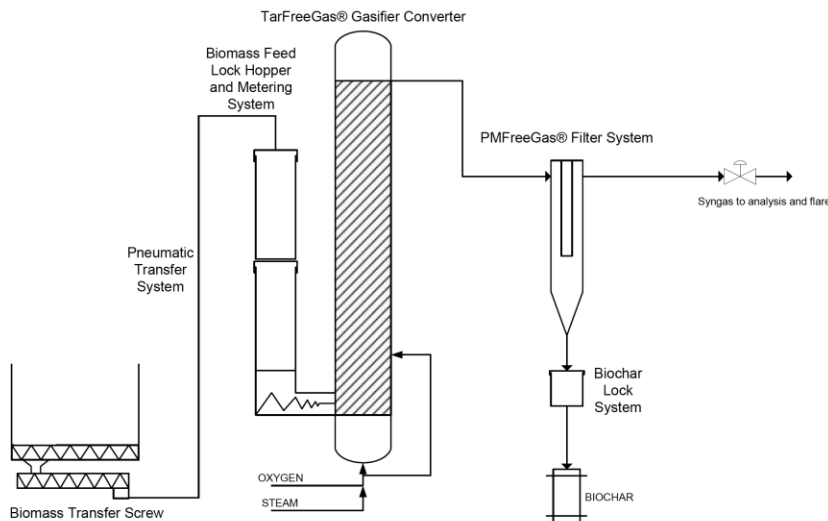 TarFreeGas® Gasifier Converter
Biomass Feed
Lock Hopper
and Metering
System
PMFreeGas® Filter System
Syngas to analysis and flare
Pneumatic
Transfer
System
Biochar
Lock
System
OXYGEN
STEAM
BIOCHAR
Biomass Transfer Screw